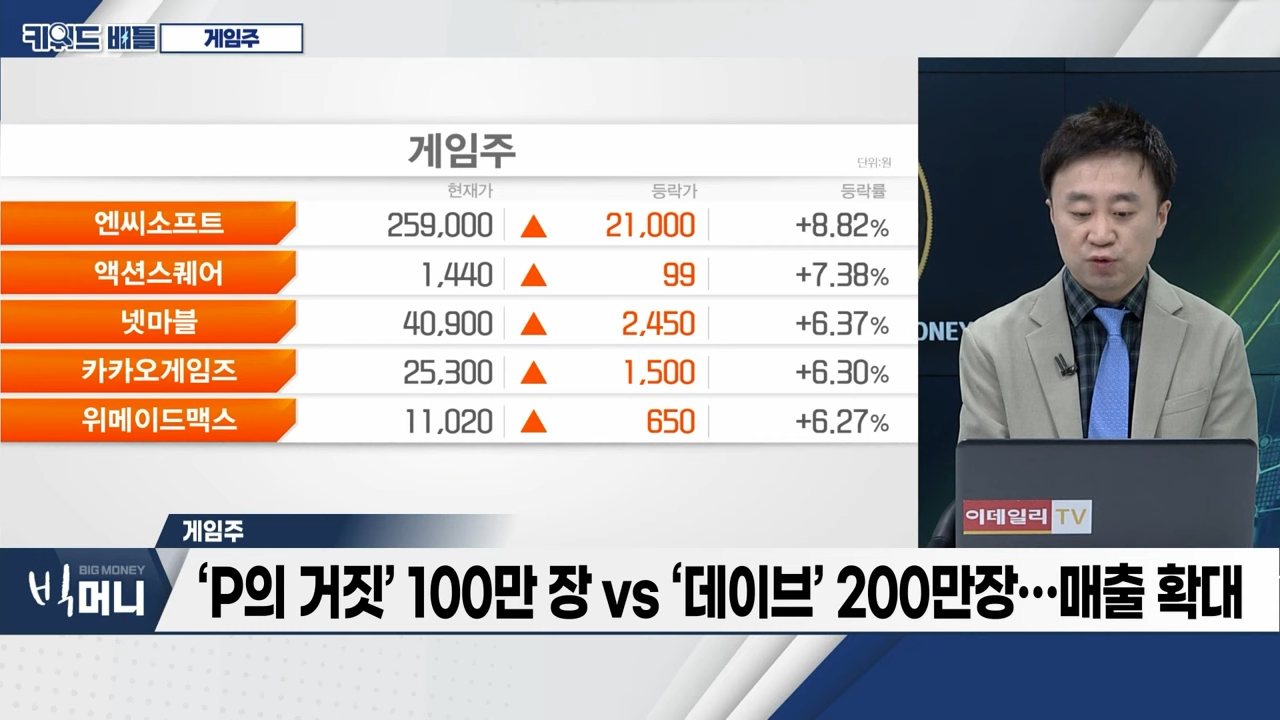 키워드 배틀 게임주
게임주
단위:원
현재가 등락가 등락률
엔씨소프트 259,000 ▲ 21,000 +8.82%
액션스퀘어 1,440 ▲ 99 +7.38%
넷마블 40,900 ▲ 2,450 +6.37%
카카오게임즈 25,300 ▲ 1,500 +6.30%
위메이드맥스 11,020 ▲ 650 +6.27%
ONEY
이데일리 TV
게임주
BIG MONEY
빅머니
‘P의 거짓’ 100만 장 vs ‘데이브’ 200만장…매출 확대